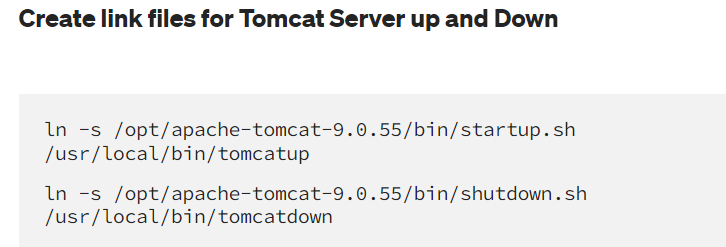 Create link files for Tomcat Server up and Down
ln -s /opt/apache-tomcat-9.0.55/bin/startup.sh
/usr/local/bin/tomcatup
ln -s /opt/apache-tomcat-9.0.55/bin/shutdown.sh
/usr/local/bin/tomcatdown